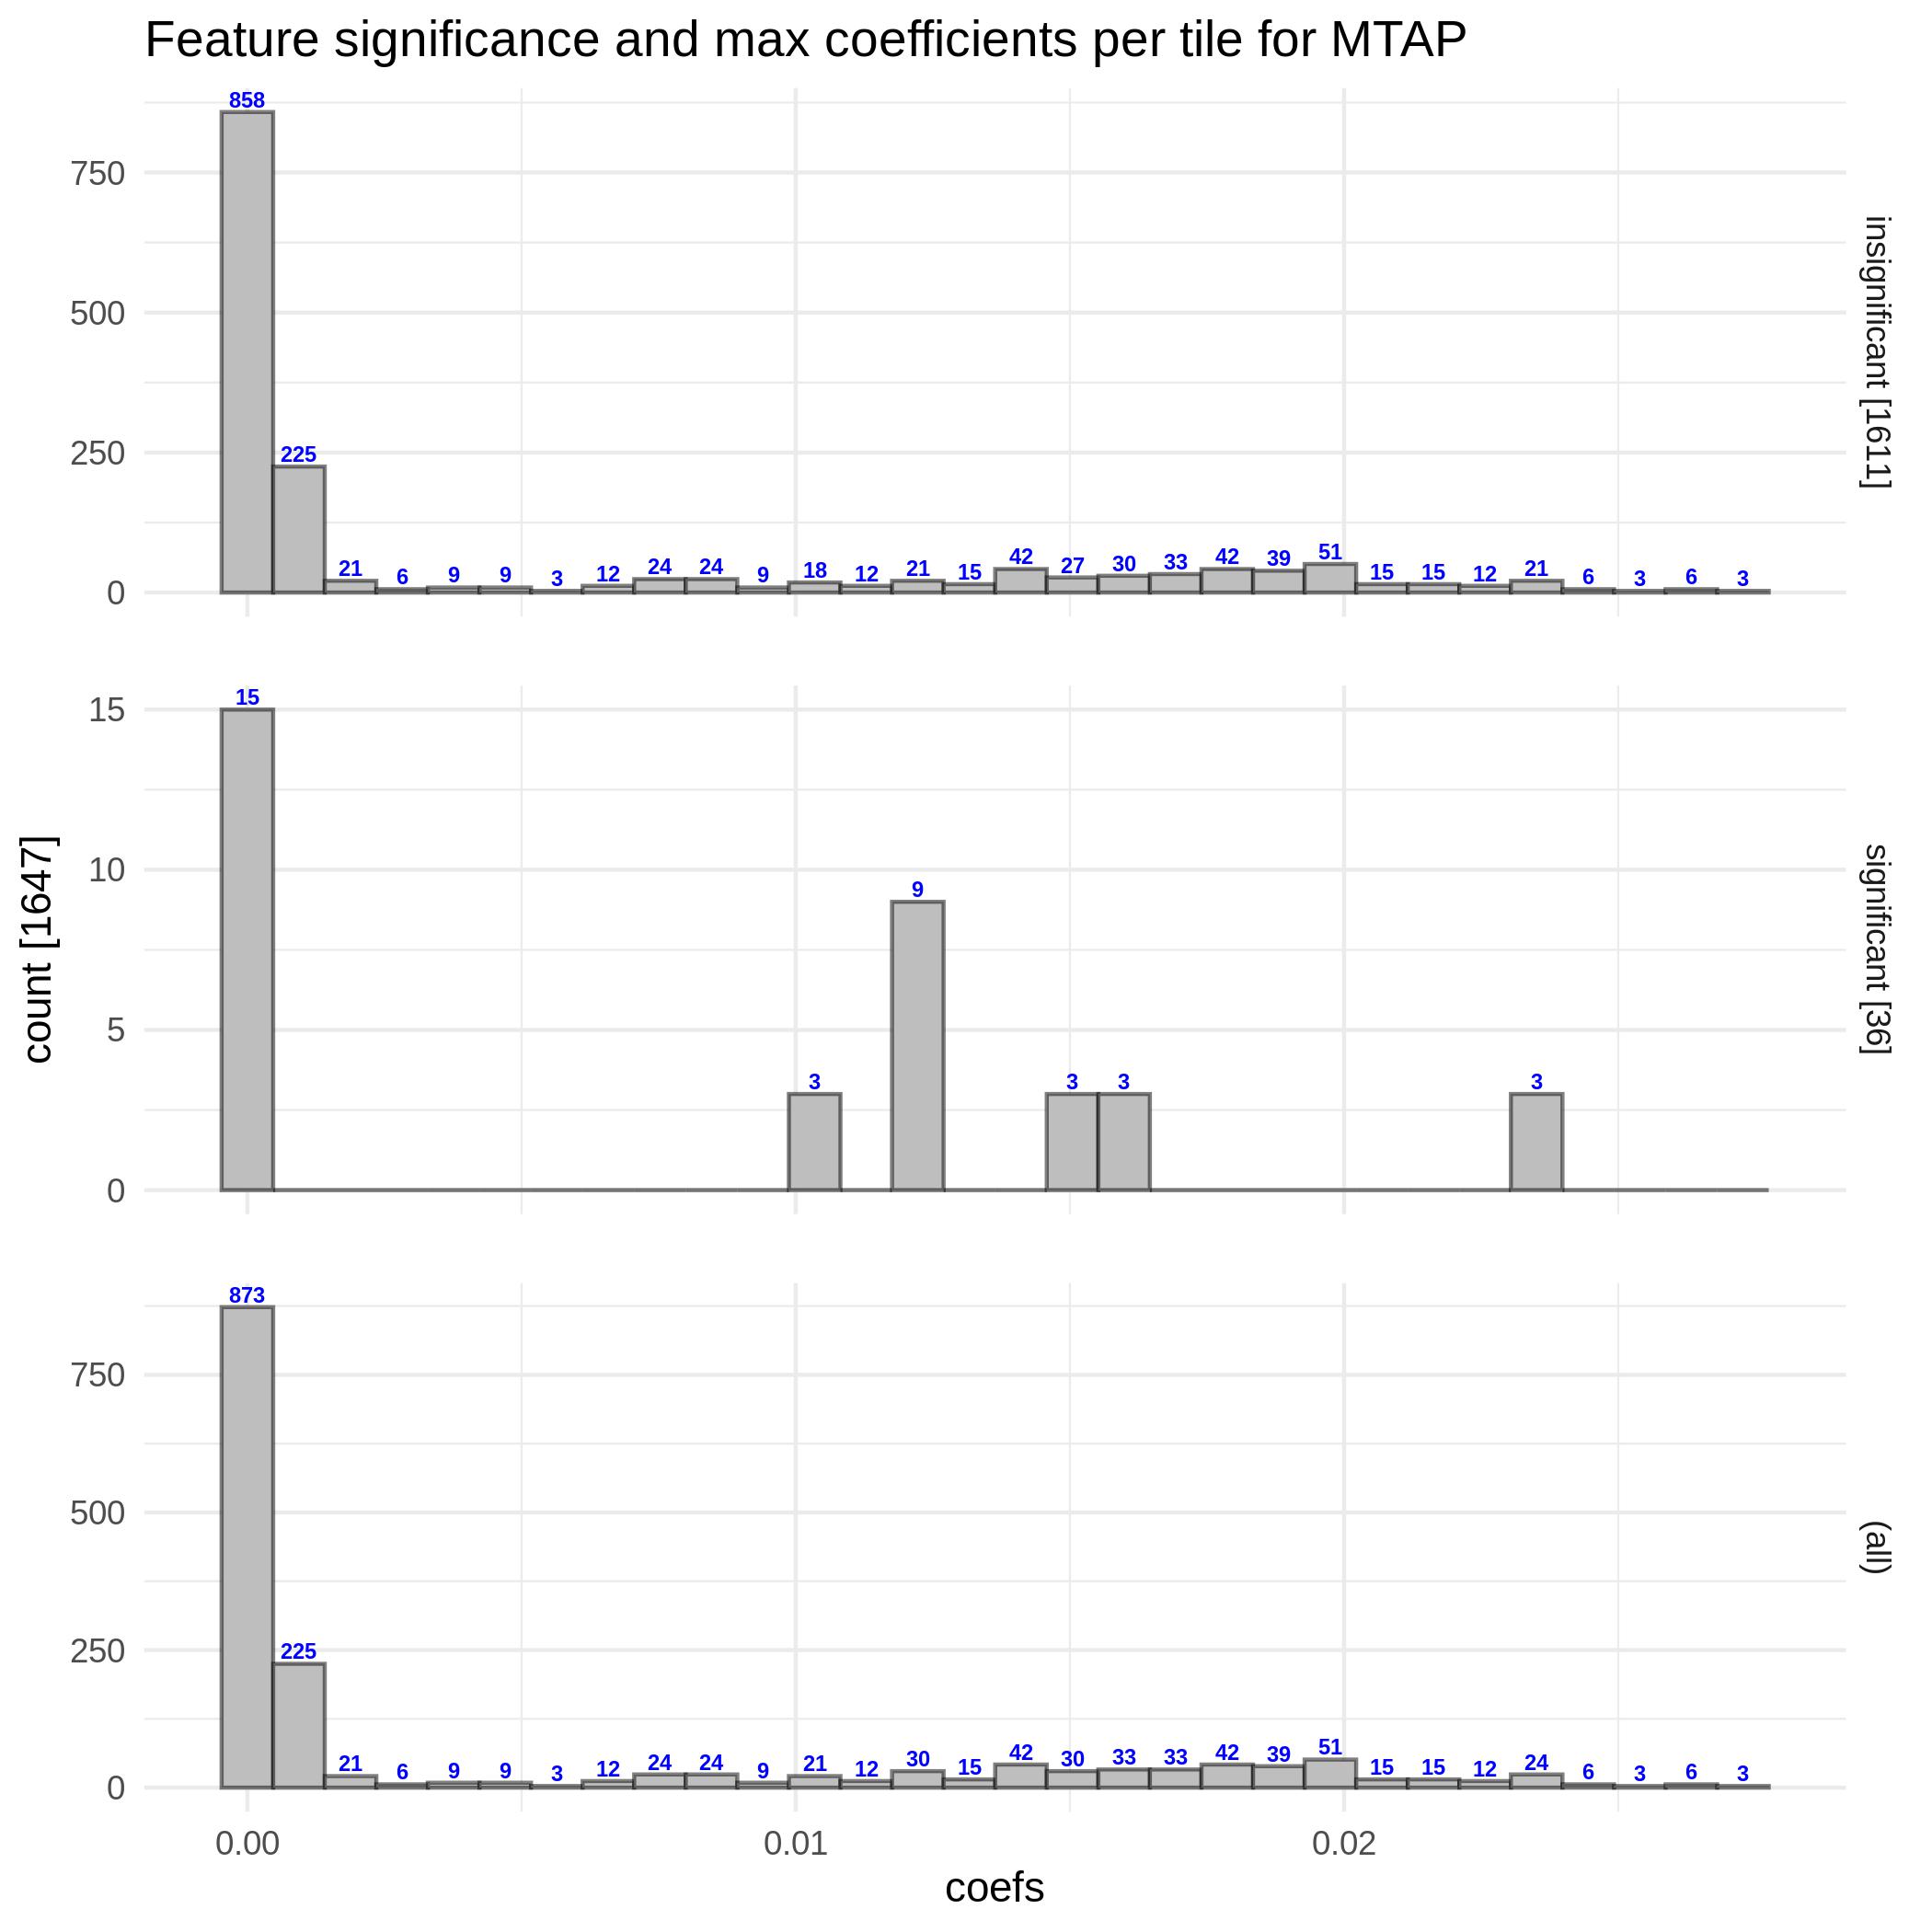 Feature significance and max coefficients per tile for MTAP
858
750
500
250
225
21 6 9 9 3 12 24 24 9 18 12 21 15 42 27 30 33 42 39 51 15 15 12 21 6 3 6 3
0
insignificant [1611]
15
15
10
9
5
3 3 3 3
0
significant [36]
count [1647]
873
750
500
250
225
21 6 9 9 3 12 24 24 9 21 12 30 15 42 30 33 33 42 39 51 15 15 12 24 6 3 6 3
0
(all)
0.00 0.01 0.02
coefs